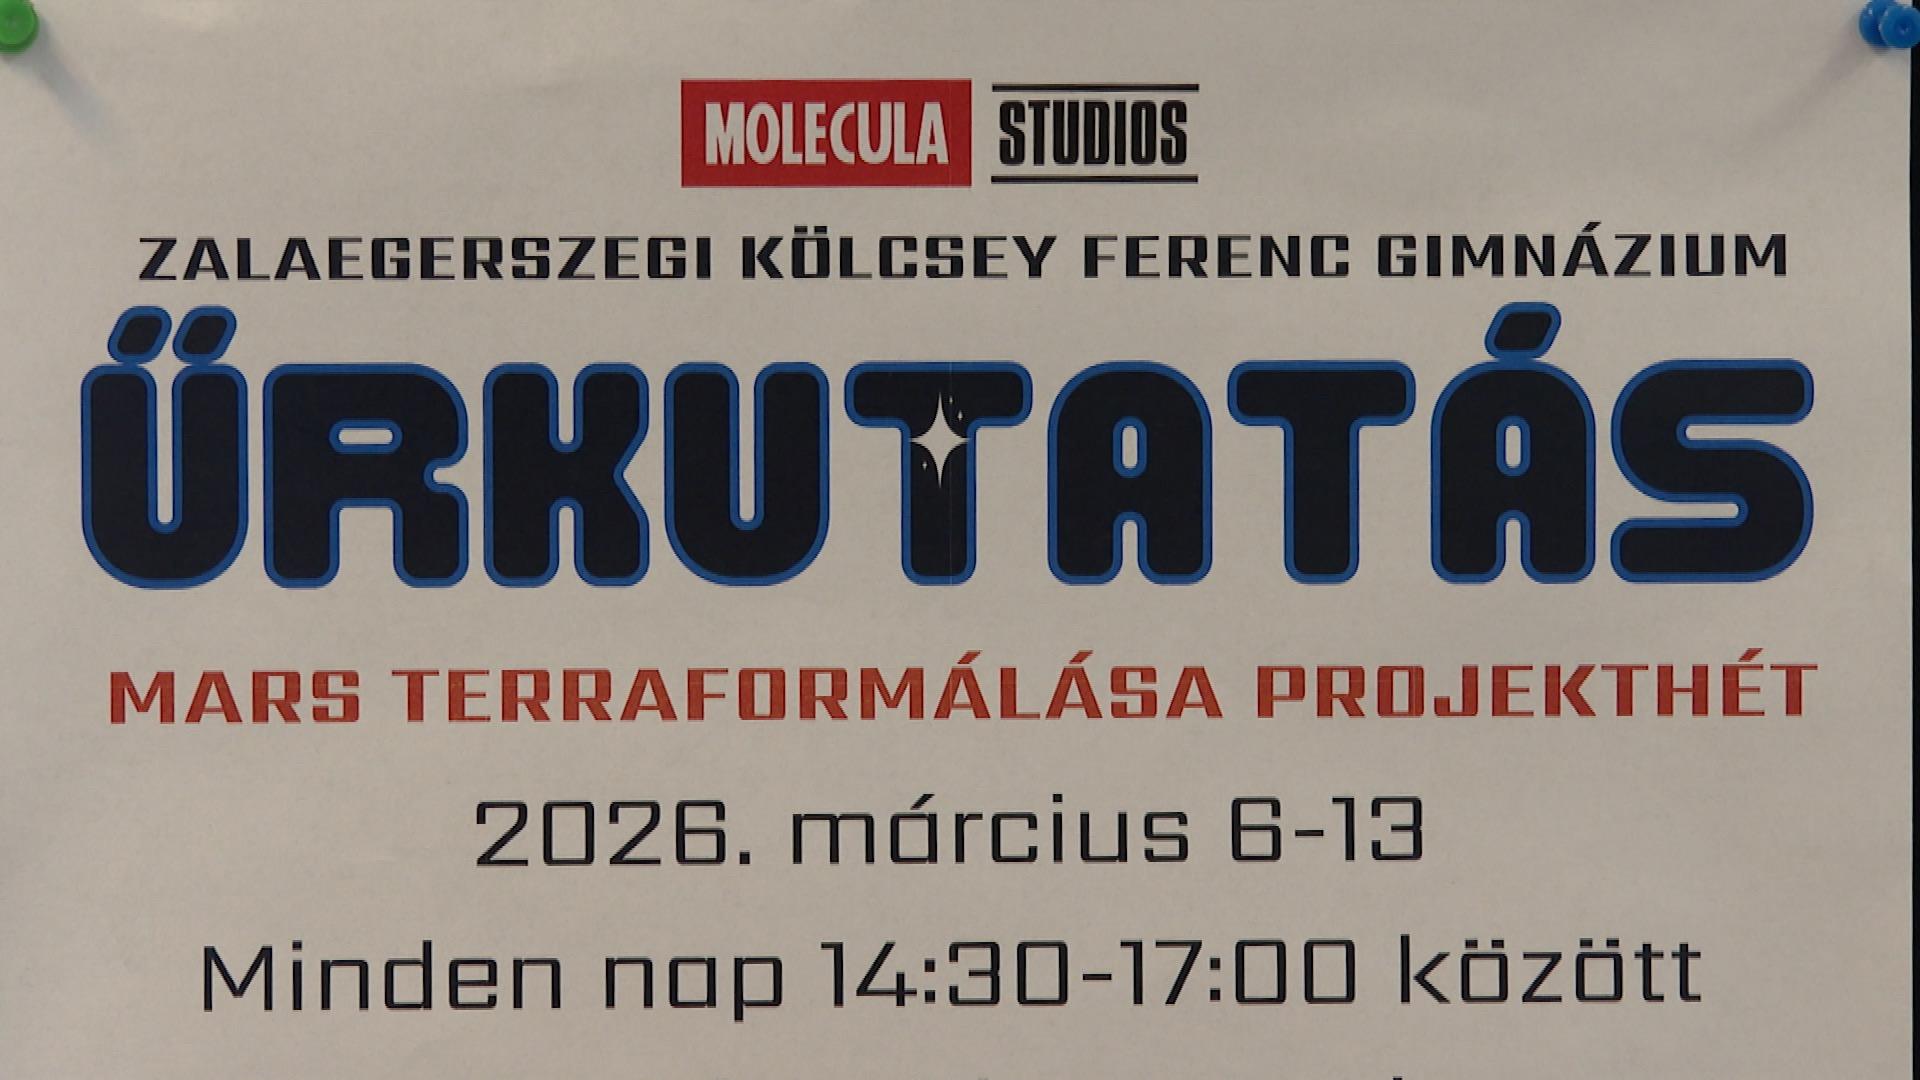 MOLECULA STUDIOS
ZALAEGERSZEGI KÖLCSEY FERENC GIMNÁZIUM
ŰRKUTATÁS
MARS TERRAFORMÁLÁSA PROJEKTHÉT
2026. március 6-13
Minden nap 14:30-17:00 között